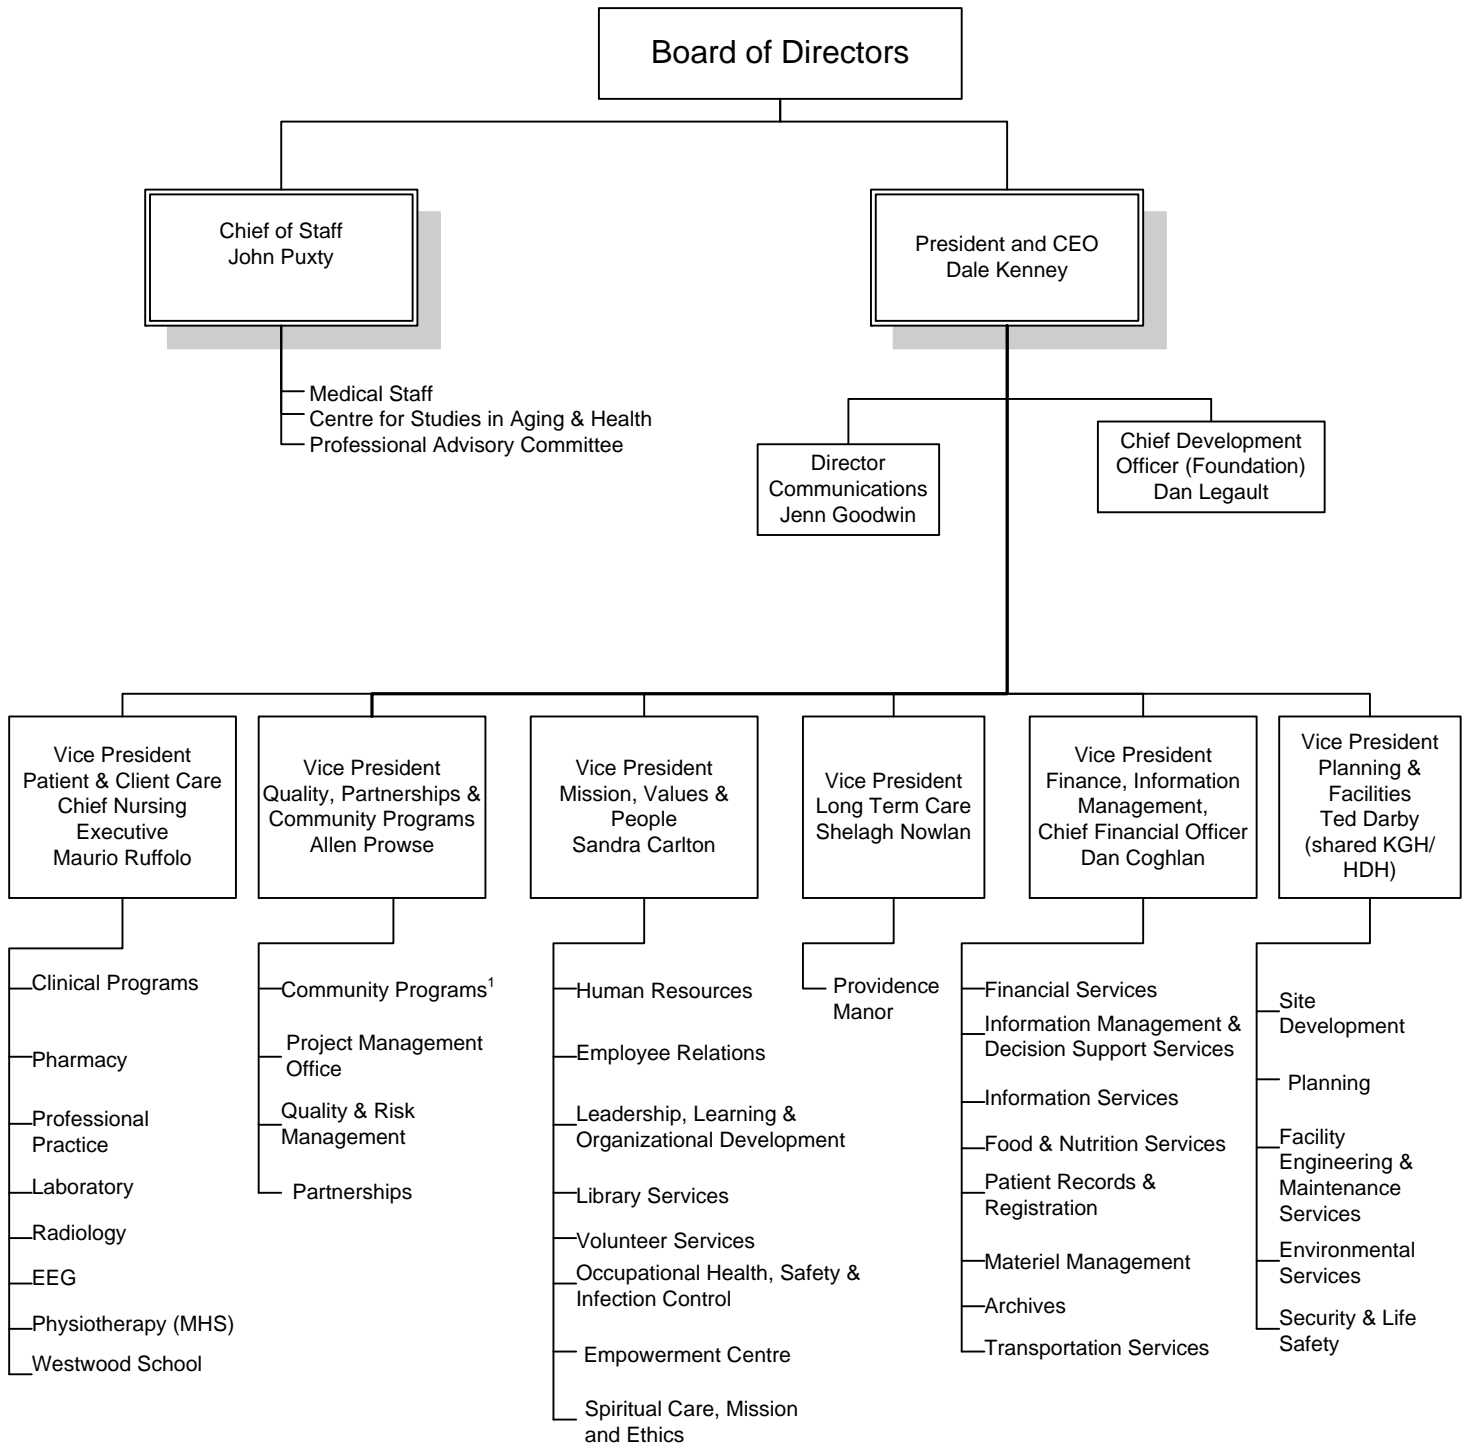 Board of Directors
Chief of Staff
John Puxty
President and CEO
Dale Kenney
Medical Staff
Centre for Studies in Aging & Health
Professional Advisory Committee
Director
Communications
Jenn Goodwin
Chief Development
Officer (Foundation)
Dan Legault
Vice President
Patient & Client Care
Chief Nursing
Executive
Maurio Ruffolo
Vice President
Quality, Partnerships &
Community Programs
Allen Prowse
Vice President
Mission, Values &
People
Sandra Carlton
Vice President
Long Term Care
Shelagh Nowlan
Vice President
Finance, Information
Management,
Chief Financial Officer
Dan Coghlan
Vice President
Planning &
Facilities
Ted Darby
(shared KGH/
HDH)
Clinical Programs
Pharmacy
Professional
Practice
Laboratory
Radiology
EEG
Physiotherapy (MHS)
Westwood School
Community Programs¹
Project Management
Office
Quality & Risk
Management
Partnerships
Human Resources
Employee Relations
Leadership, Learning &
Organizational Development
Library Services
Volunteer Services
Occupational Health, Safety &
Infection Control
Empowerment Centre
Spiritual Care, Mission
and Ethics
Providence
Manor
Financial Services
Information Management &
Decision Support Services
Information Services
Food & Nutrition Services
Patient Records &
Registration
Materiel Management
Archives
Transportation Services
Site
Development
Planning
Facility
Engineering &
Maintenance
Services
Environmental
Services
Security & Life
Safety